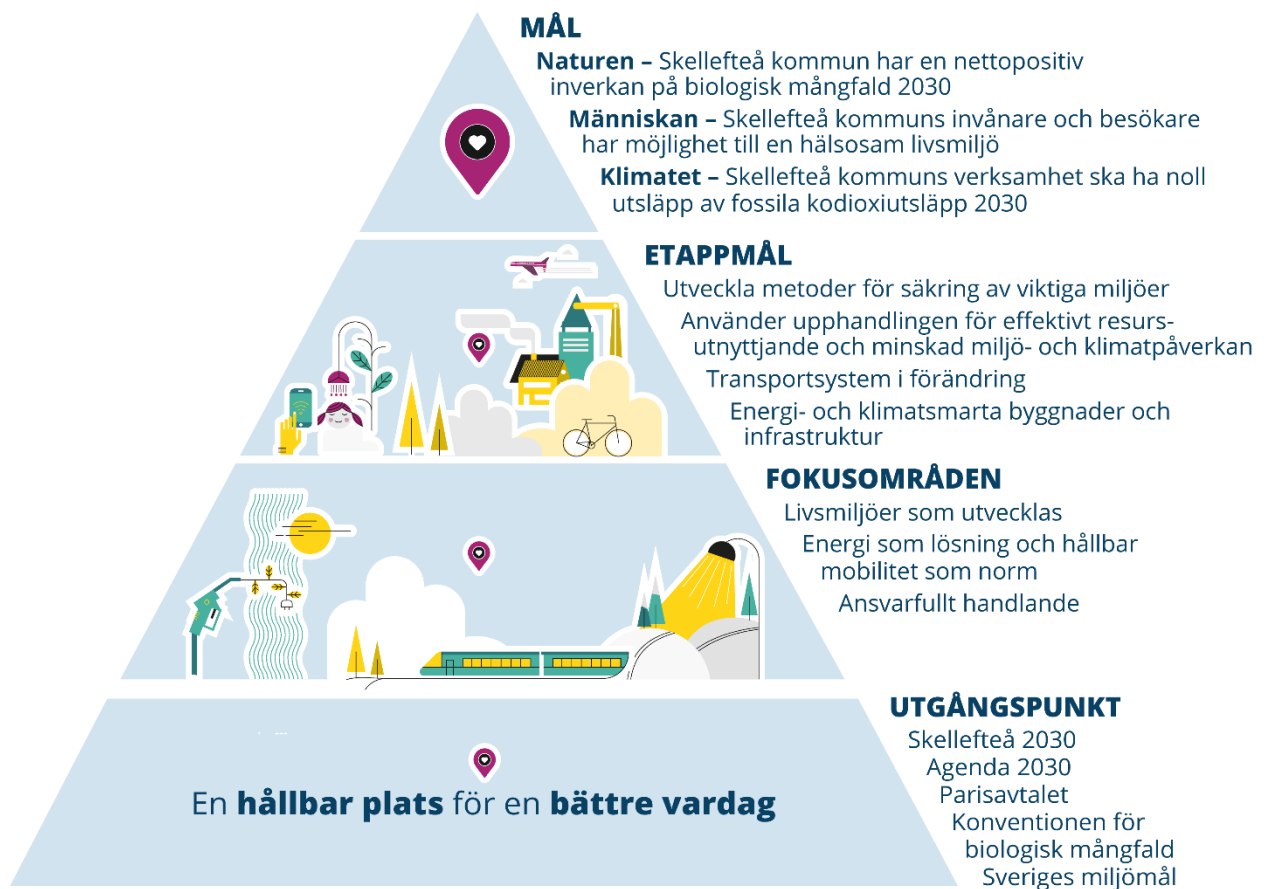 MÅL
Naturen – Skellefteå kommun har en nettopositiv
inverkan på biologisk mångfald 2030
Människan – Skellefteå kommuns invånare och besökare
har möjlighet till en hälsosam livsmiljö
Klimatet – Skellefteå kommuns verksamhet ska ha noll
utsläpp av fossila kodioxiutsläpp 2030
ETAPPMÅL
Utveckla metoder för säkring av viktiga miljöer
Använder upphandlingen för effektivt resurs-
utnyttjande och minskad miljö- och klimatpåverkan
Transportsystem i förändring
Energi- och klimatsmarta byggnader och
infrastruktur
FOKUSOMRÅDEN
Livsmiljöer som utvecklas
Energi som lösning och hållbar
mobilitet som norm
Ansvarfullt handlande
UTGÅNGSPUNKT
Skellefteå 2030
Agenda 2030
Parisavtalet
Konventionen för
biologisk mångfald
Sveriges miljömål
En hållbar plats för en bättre vardag